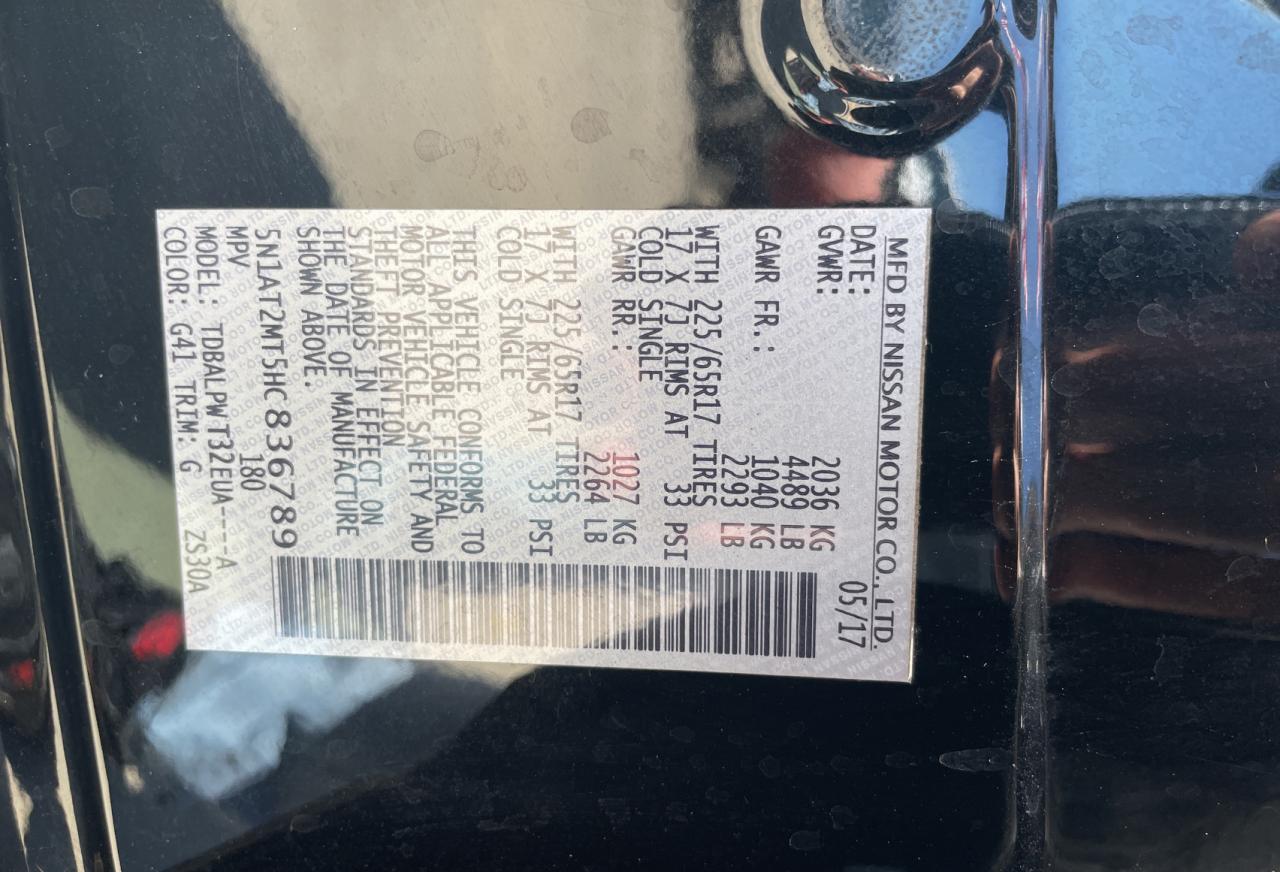 MFD BY NISSAN MOTOR CO., LTD.
DATE: 05/17
GVWR: 2036 KG
4489 LB
GAWR FR.: 1040 KG
2293 LB
WITH 225/65R17 TIRES
17 X 7J RIMS AT 33 PSI
COLD SINGLE
GAWR RR.: 1027 KG
2264 LB
WITH 225/65R17 TIRES
17 X 7J RIMS AT 33 PSI
COLD SINGLE
THIS VEHICLE CONFORMS TO
ALL APPLICABLE FEDERAL
MOTOR VEHICLE SAFETY AND
THEFT PREVENTION
STANDARDS IN EFFECT ON
THE DATE OF MANUFACTURE
SHOWN ABOVE.
5N1AT2MT5HC836789
MPV 180
MODEL: TDBALPWT32EUA----A
COLOR: G41 TRIM: G ZS30A